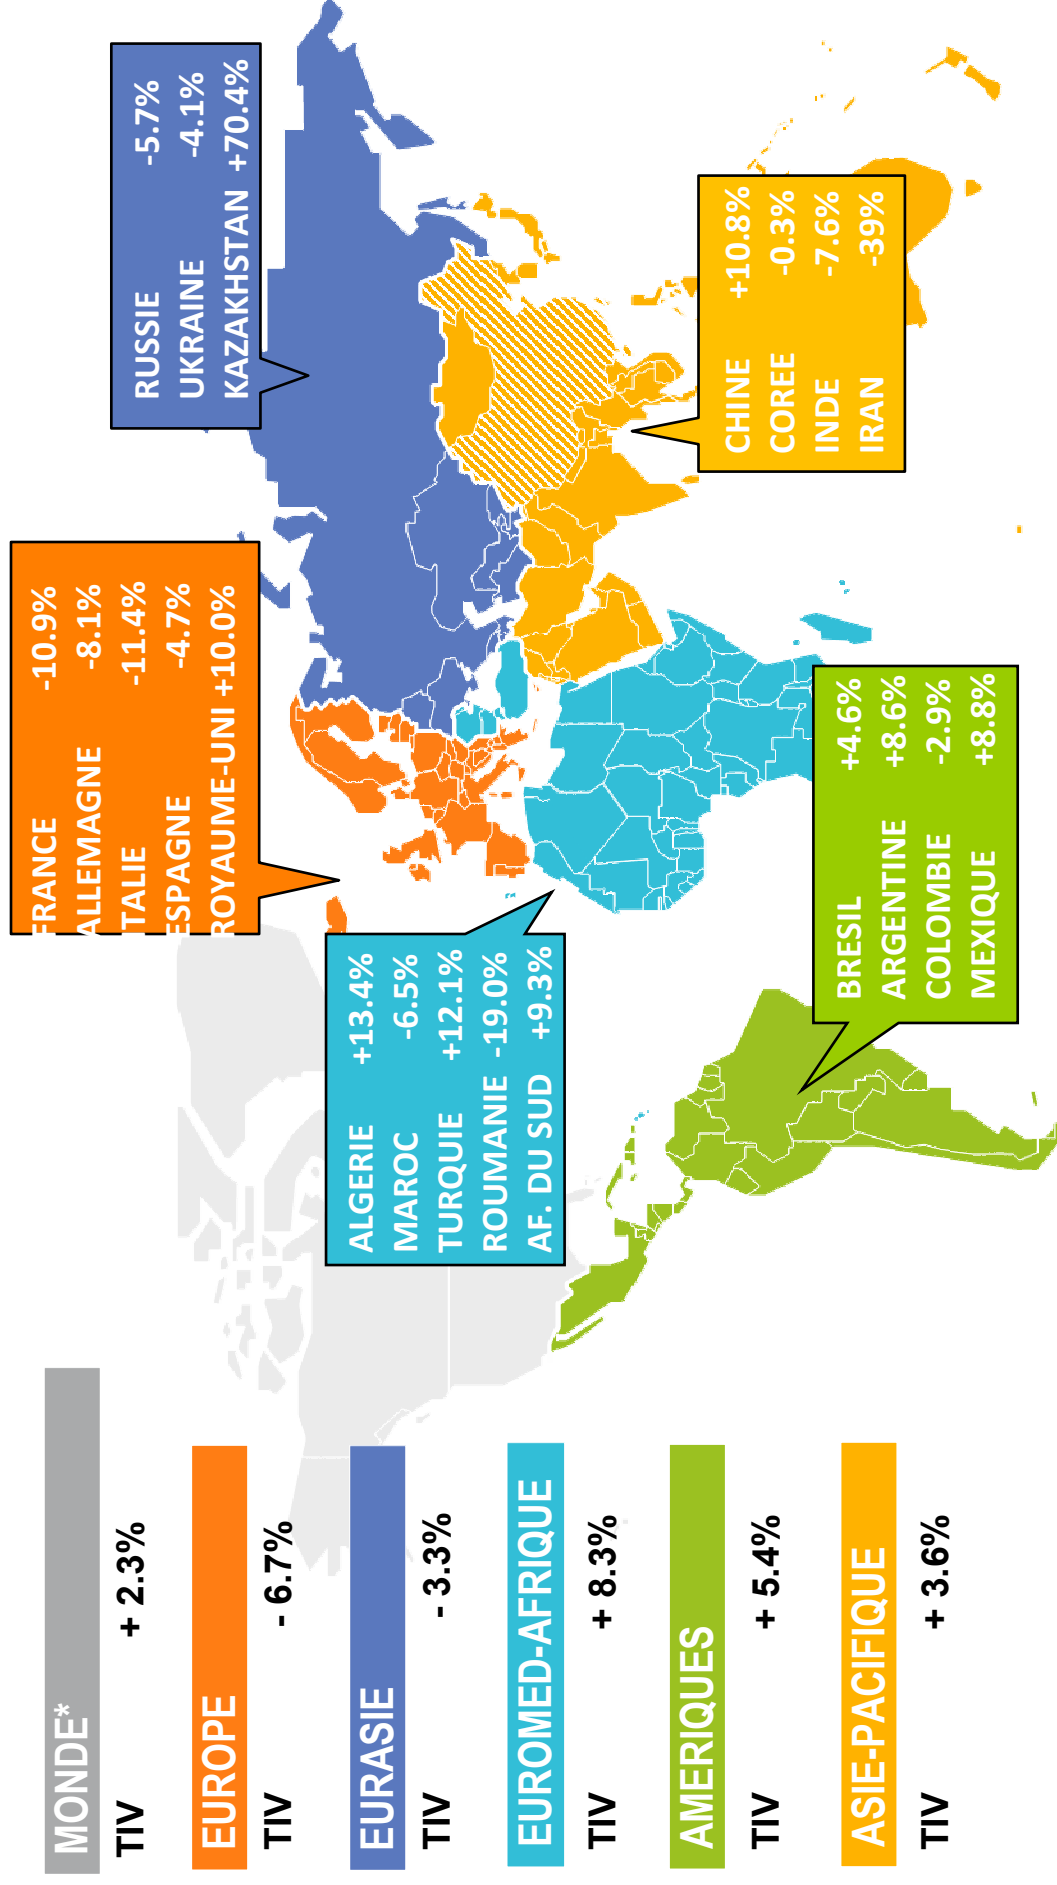 MONDE*
TIV + 2.3%
EUROPE
TIV - 6.7%
EURASIE
TIV - 3.3%
EUROMED-AFRIQUE
TIV + 8.3%
AMERIQUES
TIV + 5.4%
ASIE-PACIFIQUE
TIV + 3.6%
FRANCE -10.9%
ALLEMAGNE -8.1%
ITALIE -11.4%
ESPAGNE -4.7%
ROYAUME-UNI +10.0%
RUSSIE -5.7%
UKRAINE -4.1%
KAZAKHSTAN +70.4%
ALGERIE +13.4%
MAROC -6.5%
TURQUIE +12.1%
ROUMANIE -19.0%
AF. DU SUD +9.3%
BRESIL +4.6%
ARGENTINE +8.6%
COLOMBIE -2.9%
MEXIQUE +8.8%
CHINE +10.8%
COREE -0.3%
INDE -7.6%
IRAN -39%